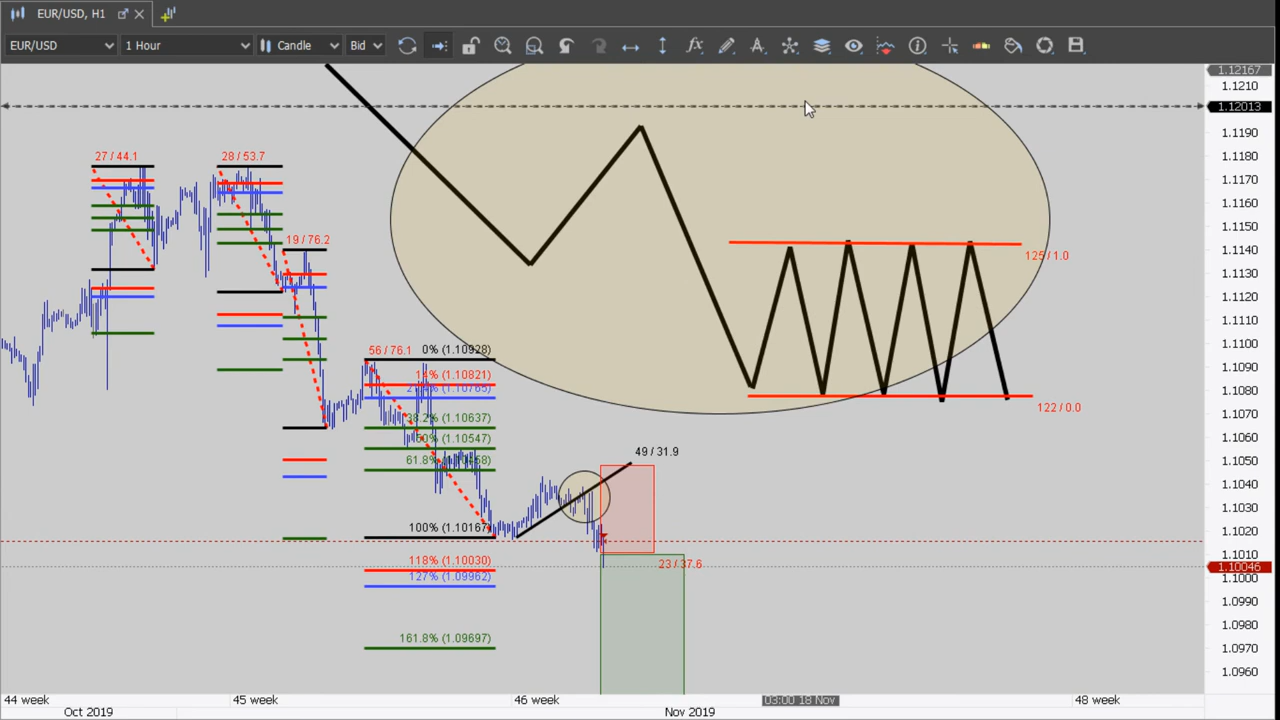 EUR/USD, H1
EUR/USD 1 Hour Candle Bid
1.12167
1.1210
1.12013
1.1190
1.1180
1.1170
1.1160
1.1150
1.1140
1.1130
1.1120
1.1110
1.1100
1.1090
1.1080
1.1070
1.1060
1.1050
1.1040
1.1030
1.1020
1.1010
1.10046
1.1000
1.0990
1.0980
1.0970
1.0960
27 / 44.1
28 / 53.7
19 / 76.2
125 / 1.0
122 / 0.0
56 / 76.1
0% (1.10928)
14% (1.10821)
38.2% (1.10637)
100% (1.10167)
118% (1.10030)
127% (1.09962)
161.8% (1.09697)
49 / 31.9
23 / 37.6
44 week 45 week 46 week 03:00 18 Nov 48 week
Oct 2019 Nov 2019